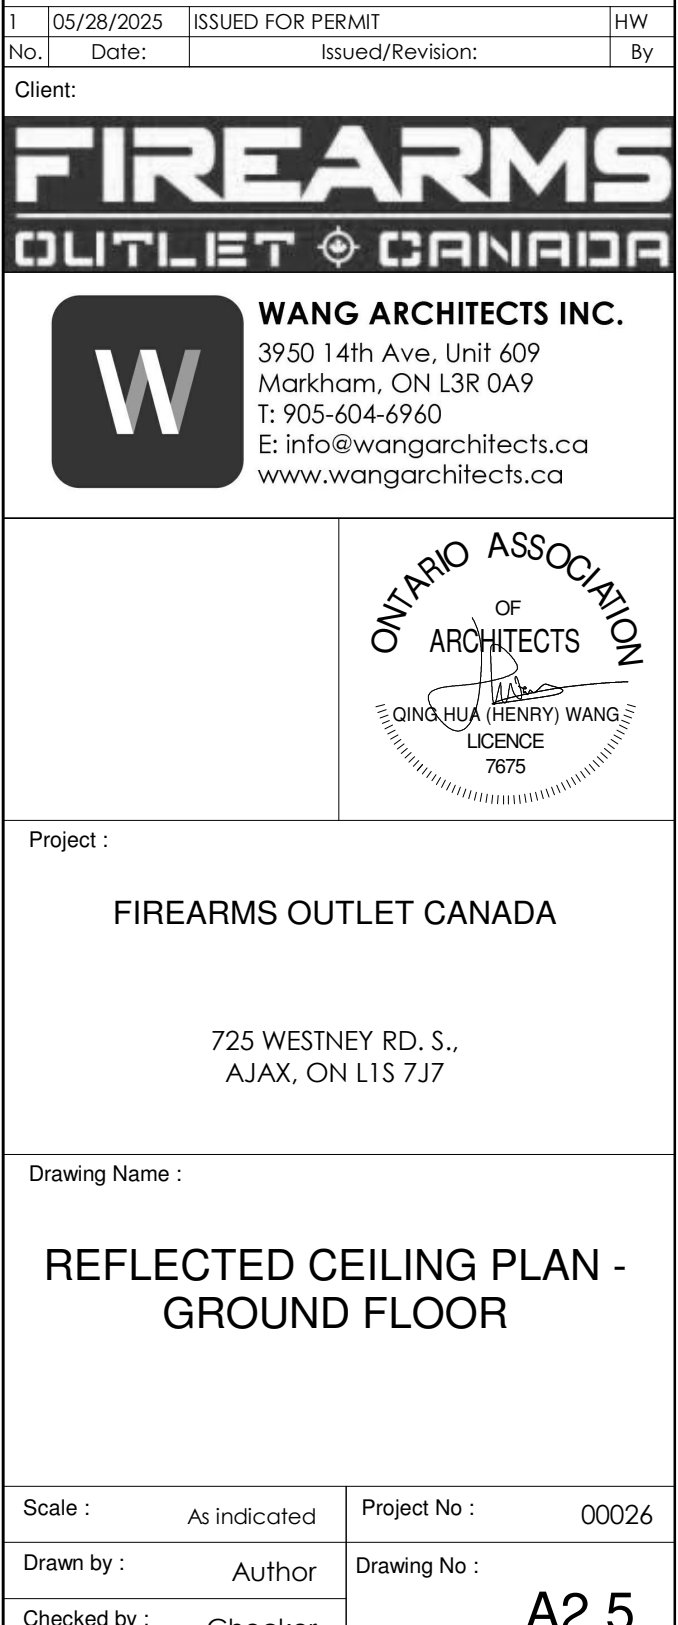 1 05/28/2025 ISSUED FOR PERMIT HW
No. Date: Issued/Revision: By
Client:
FIREARMS
OUTLET CANADA
W
WANG ARCHITECTS INC.
3950 14th Ave, Unit 609
Markham, ON L3R 0A9
T: 905-604-6960
E: info@wangarchitects.ca
www.wangarchitects.ca
ONTARIO ASSOCIATION
OF
ARCHITECTS
QING HUA (HENRY) WANG
LICENCE
7675
Project :
FIREARMS OUTLET CANADA
725 WESTNEY RD. S.,
AJAX, ON L1S 7J7
Drawing Name :
REFLECTED CEILING PLAN -
GROUND FLOOR
Scale : As indicated
Project No : 00026
Drawn by : Author
Drawing No :
Checked by : Checker
A2.5